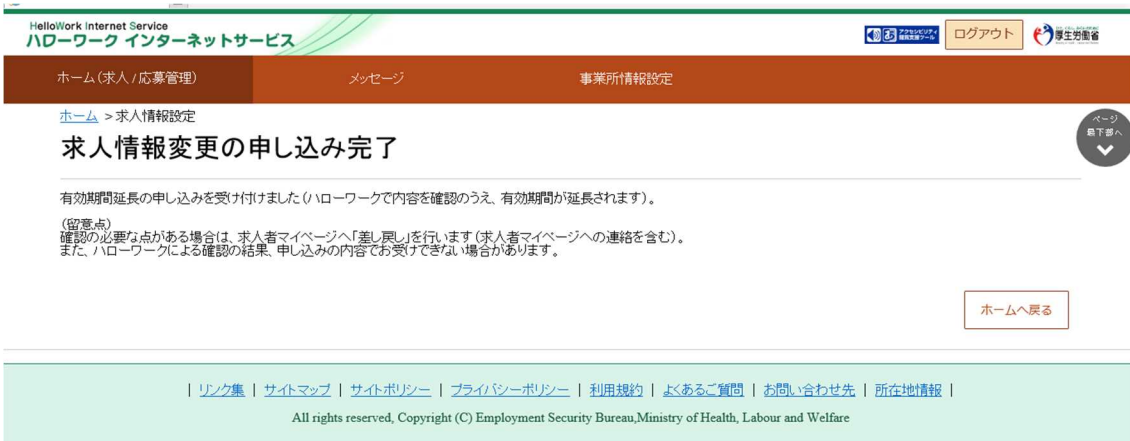 HelloWork Internet Service
ハローワーク インターネットサービス
ログアウト
厚生労働省
ホーム(求人/応募管理)
メッセージ
事業所情報設定
ホーム >求人情報設定
ページ
最下部へ
求人情報変更の申し込み完了
有効期間延長の申し込みを受け付けました(ハローワークで内容を確認のうえ、有効期間が延長されます)。
(留意点)
確認の必要な点がある場合は、求人者マイページへ「差し戻し」を行います(求人者マイページへの連絡を含む)。
また、ハローワークによる確認の結果、申し込みの内容でお受けできない場合があります。
ホームへ戻る
| リンク集 | サイトマップ | サイトポリシー | プライバシーポリシー | 利用規約 | よくあるご質問 | お問い合わせ先 | 所在地情報 |
All rights reserved, Copyright (C) Employment Security Bureau,Ministry of Health, Labour and Welfare